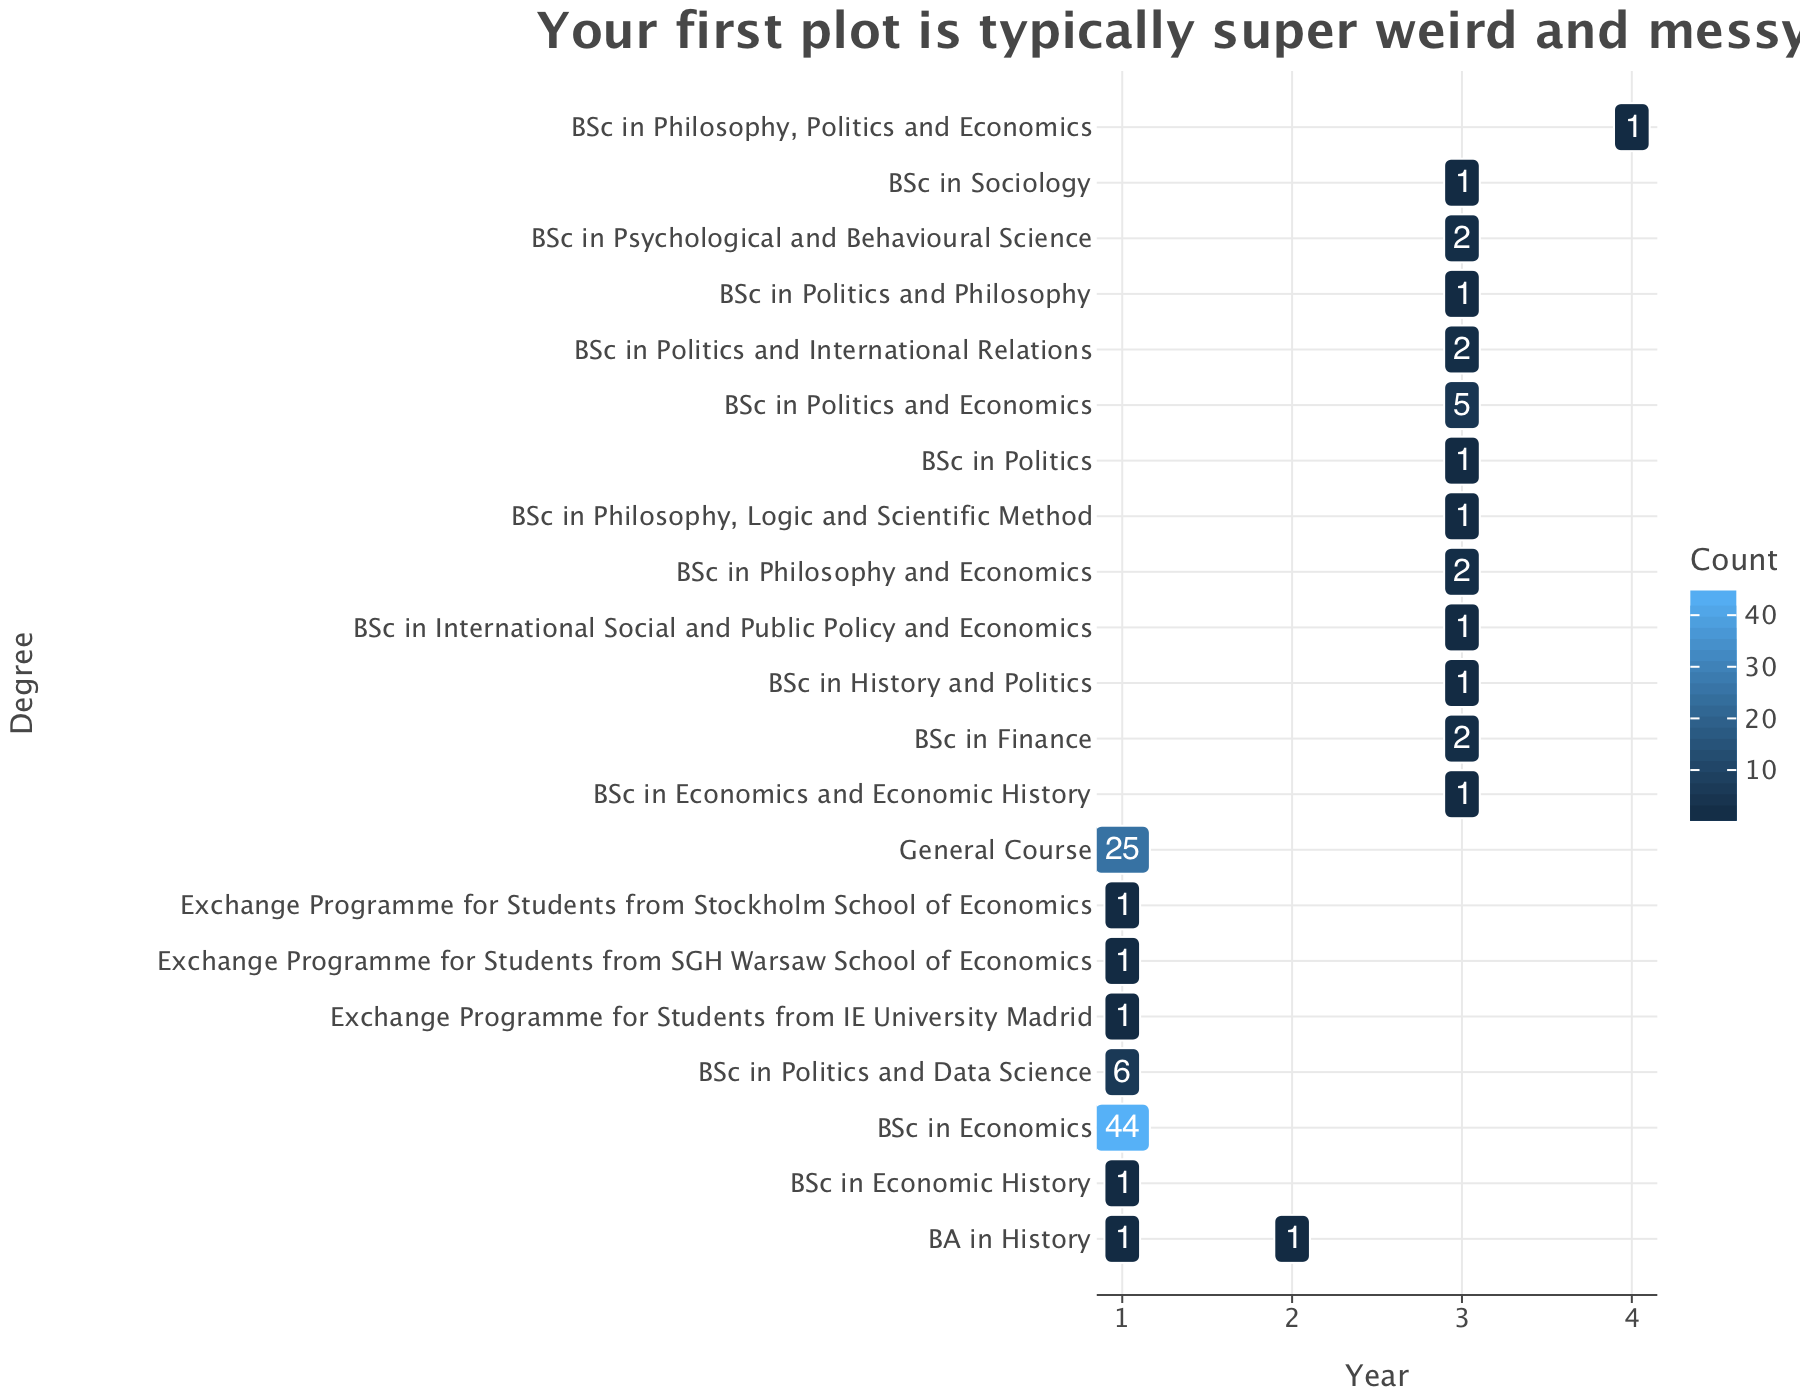 Your first plot is typically super weird and messy
BSc in Philosophy, Politics and Economics 1
BSc in Sociology 1
BSc in Psychological and Behavioural Science 2
BSc in Politics and Philosophy 1
BSc in Politics and International Relations 2
BSc in Politics and Economics 5
BSc in Politics 1
BSc in Philosophy, Logic and Scientific Method 1
BSc in Philosophy and Economics 2
BSc in International Social and Public Policy and Economics 1
BSc in History and Politics 1
BSc in Finance 2
BSc in Economics and Economic History 1
General Course 25
Exchange Programme for Students from Stockholm School of Economics 1
Exchange Programme for Students from SGH Warsaw School of Economics 1
Exchange Programme for Students from IE University Madrid 1
BSc in Politics and Data Science 6
BSc in Economics 44
BSc in Economic History 1
BA in History 1 1
1 2 3 4
Year
Degree
Count
40
30
20
10